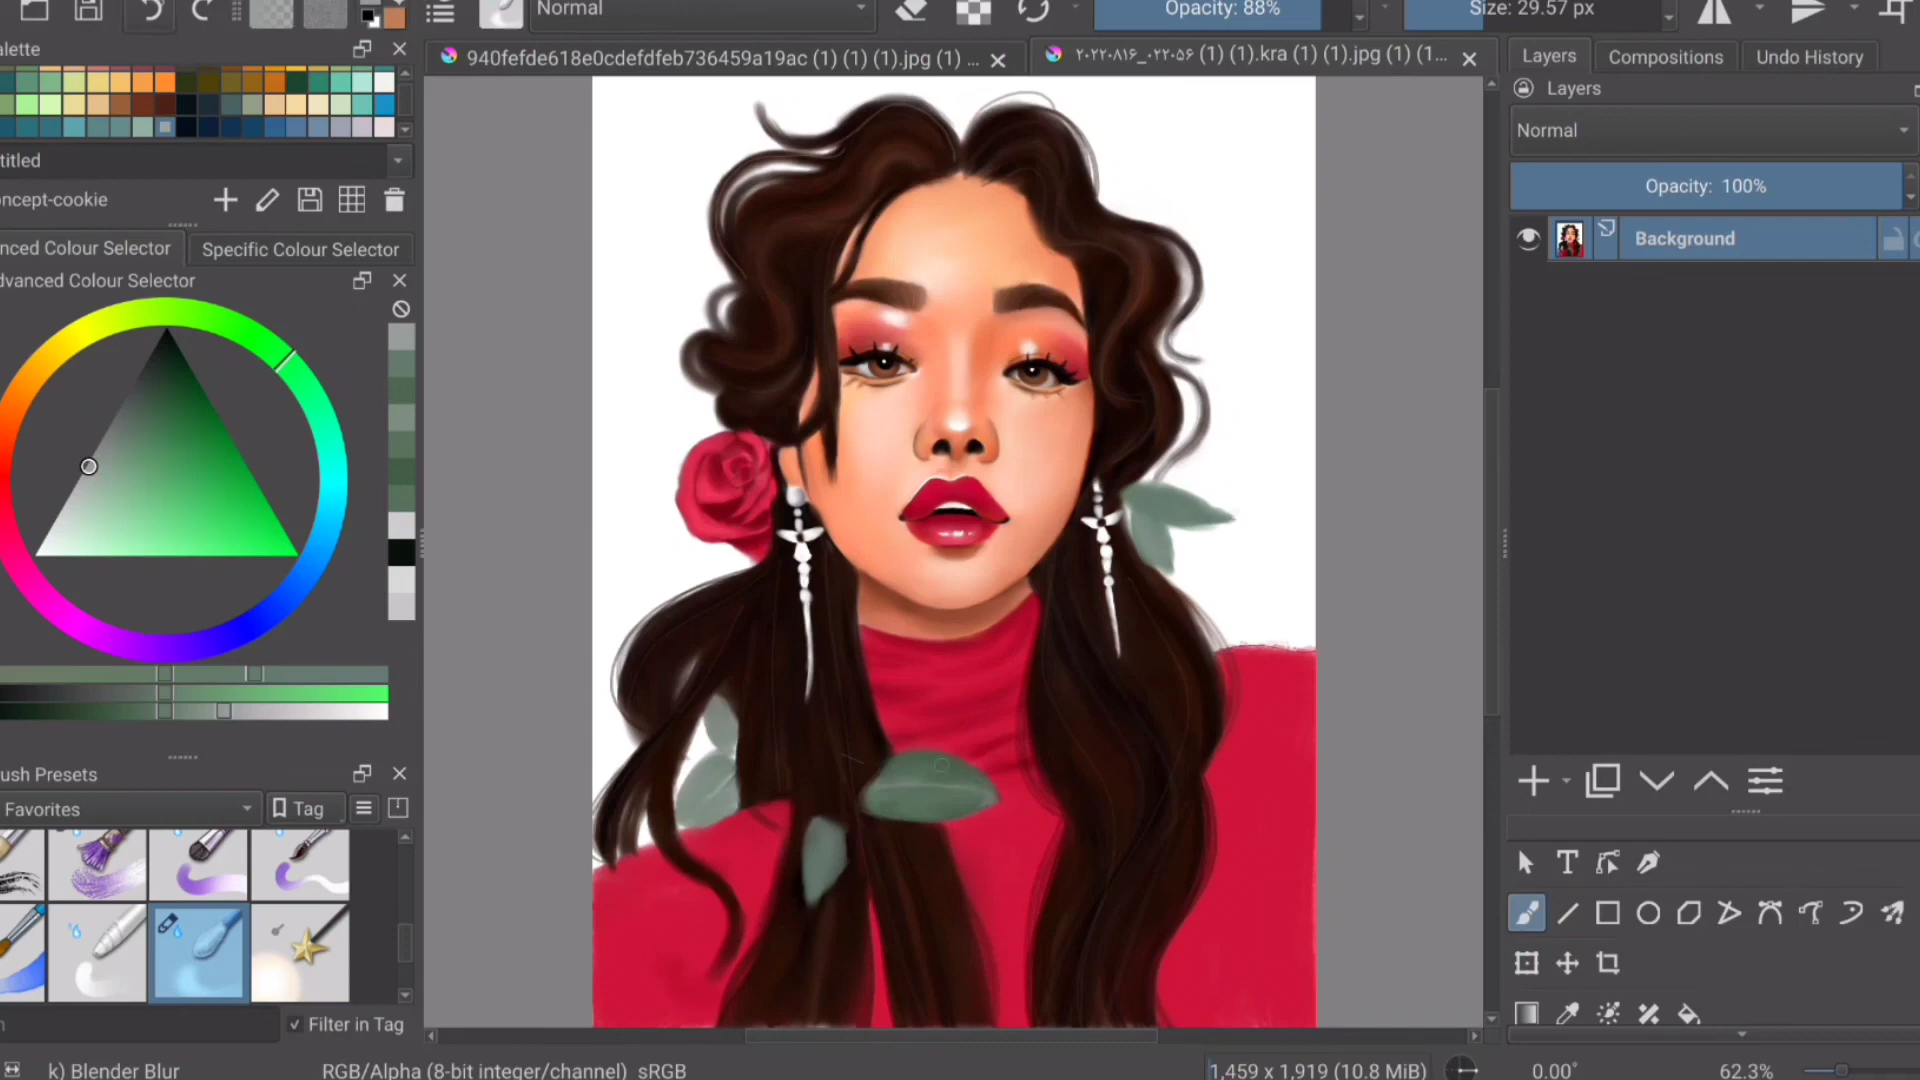 Normal
Opacity: 88%
Size: 29.57 px
alette
940fefde618e0cdefdfeb736459a19ac (1) (1) (1).jpg (1) ...
۲۰۲۲۰۸۱۶_۰۲۲۰۵۶ (1) (1).kra (1) (1).jpg (1) (1...
Layers
Compositions
Undo History
Layers
Normal
titled
Opacity: 100%
oncept-cookie
Background
nced Colour Selector
Specific Colour Selector
dvanced Colour Selector
ush Presets
Favorites
Tag
Filter in Tag
k) Blender Blur
RGB/Alpha (8-bit integer/channel) sRGB
1,459 x 1,919 (10.8 MiB)
0.00°
62.3%